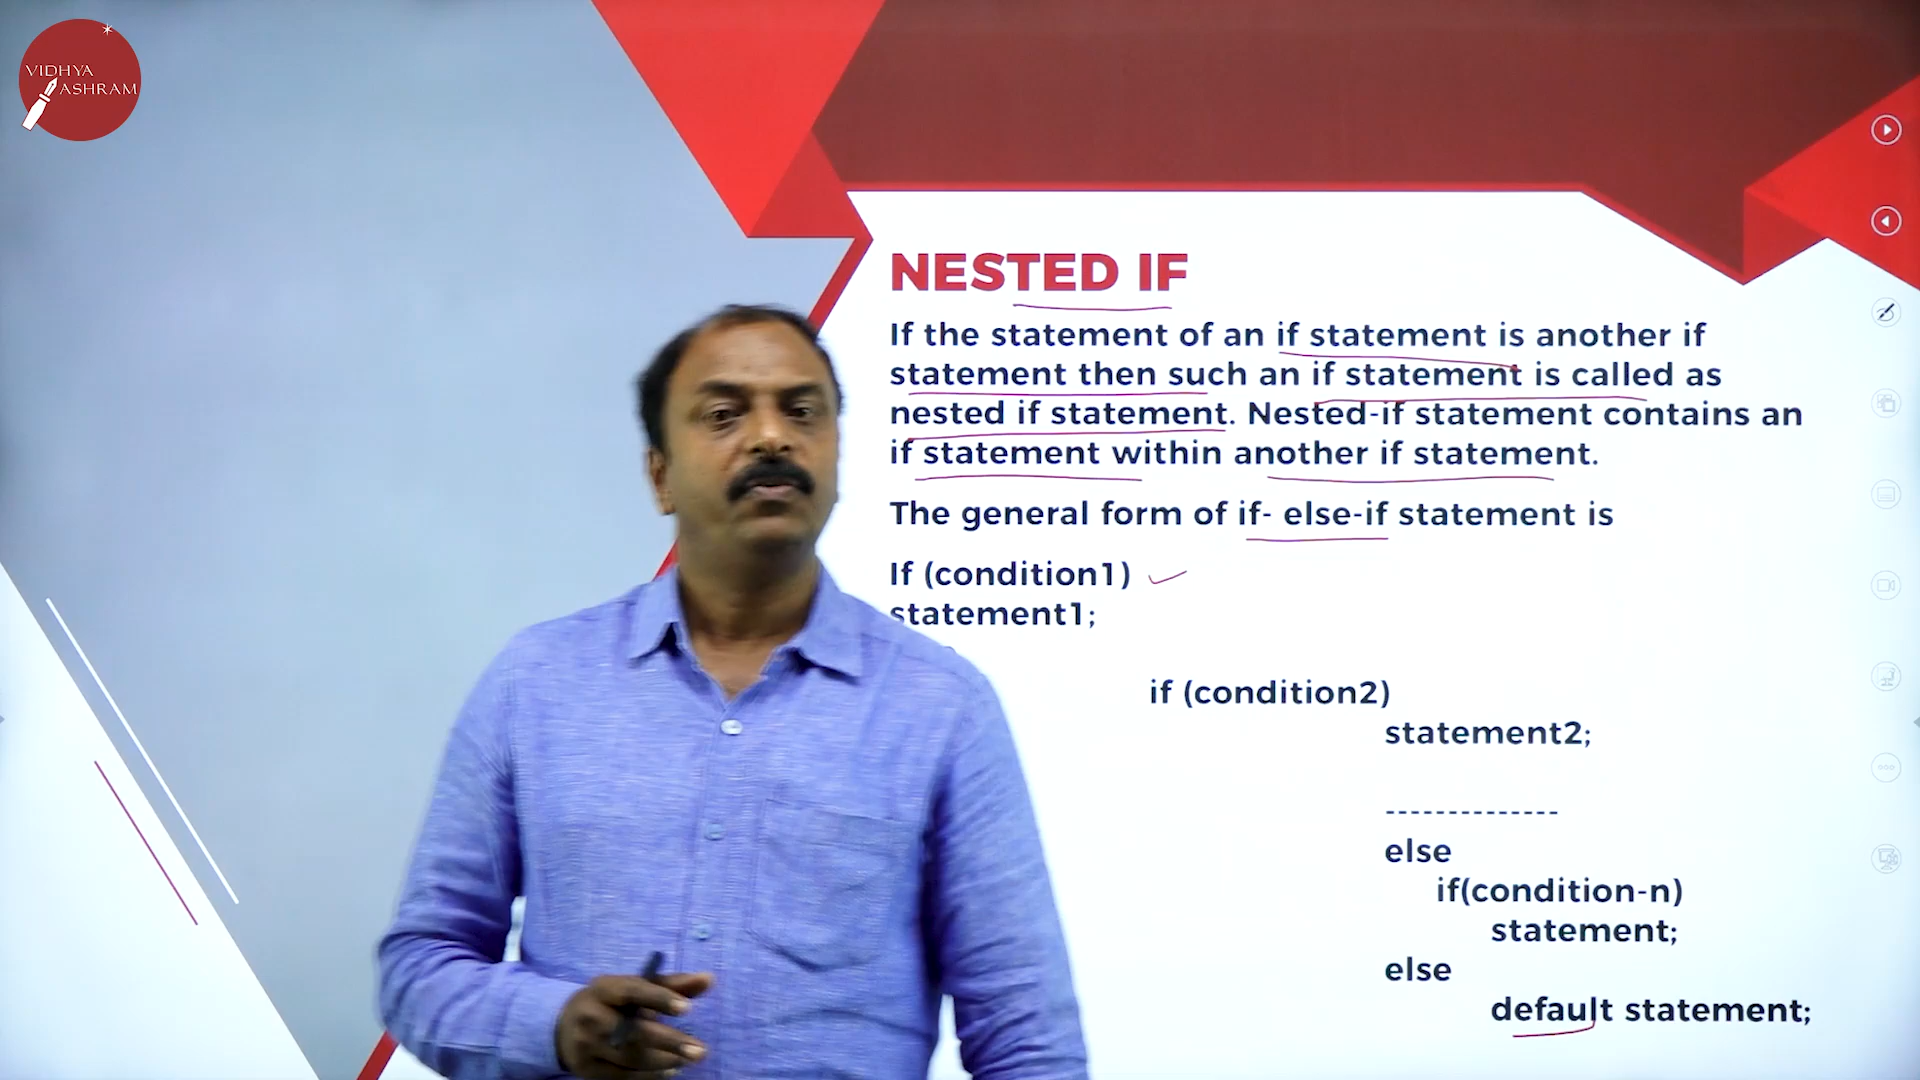 VIDHYA
ASHRAM
NESTED IF
If the statement of an if statement is another if
statement then such an if statement is called as
nested if statement. Nested-if statement contains an
if statement within another if statement.
The general form of if- else-if statement is
If (condition1)
statement1;
if (condition2)
statement2;
--------------
else
if(condition-n)
statement;
else
default statement;